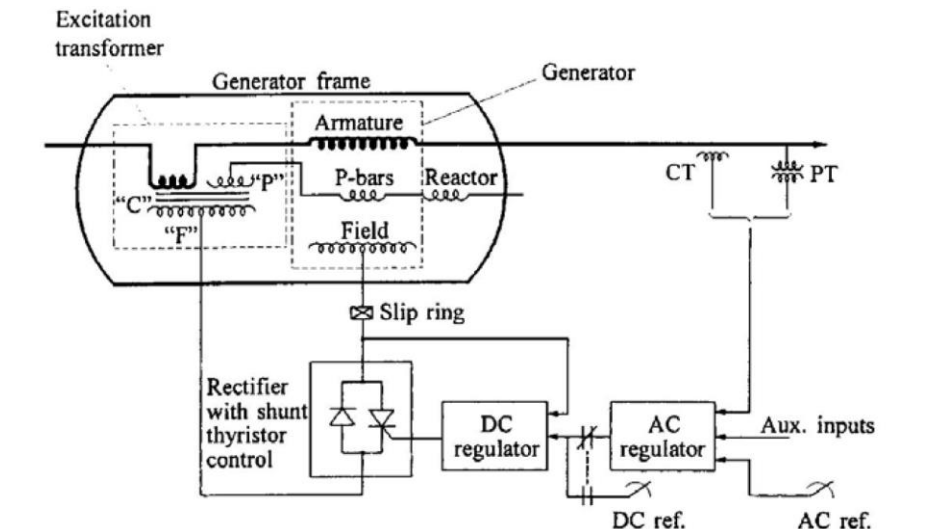 Excitation
transformer
Generator frame
Generator
Armature
"P"
P-bars
Reactor
CT
PT
"C"
"F"
Field
Slip ring
Rectifier
with shunt
thyristor
control
DC
regulator
AC
regulator
Aux. inputs
DC ref.
AC ref.